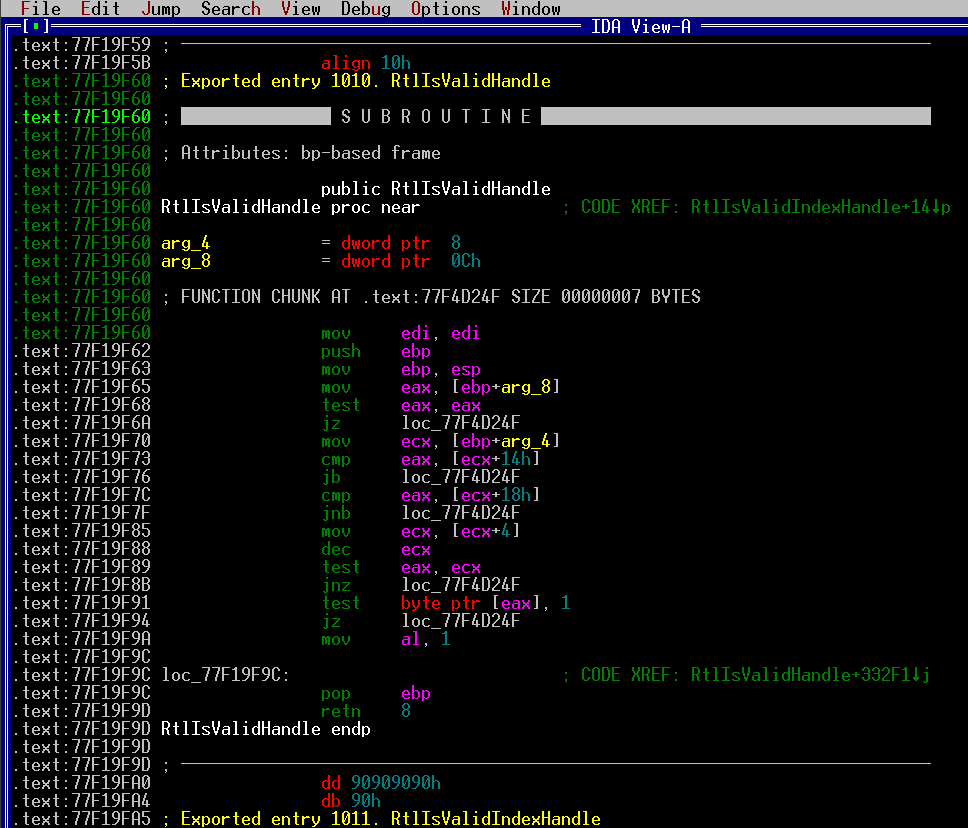 File Edit Jump Search View Debug Options Window
[■] IDA View-A
.text:77F19F59 ;
.text:77F19F5B align 10h
.text:77F19F60 ; Exported entry 1010. RtlIsValidHandle
.text:77F19F60
.text:77F19F60 ; S U B R O U T I N E
.text:77F19F60
.text:77F19F60 ; Attributes: bp-based frame
.text:77F19F60
.text:77F19F60 public RtlIsValidHandle
.text:77F19F60 RtlIsValidHandle proc near ; CODE XREF: RtlIsValidIndexHandle+14↓p
.text:77F19F60
.text:77F19F60 arg_4 = dword ptr 8
.text:77F19F60 arg_8 = dword ptr 0Ch
.text:77F19F60
.text:77F19F60 ; FUNCTION CHUNK AT .text:77F4D24F SIZE 00000007 BYTES
.text:77F19F60
.text:77F19F60 mov edi, edi
.text:77F19F62 push ebp
.text:77F19F63 mov ebp, esp
.text:77F19F65 mov eax, [ebp+arg_8]
.text:77F19F68 test eax, eax
.text:77F19F6A jz loc_77F4D24F
.text:77F19F70 mov ecx, [ebp+arg_4]
.text:77F19F73 cmp eax, [ecx+14h]
.text:77F19F76 jb loc_77F4D24F
.text:77F19F7C cmp eax, [ecx+18h]
.text:77F19F7F jnb loc_77F4D24F
.text:77F19F85 mov ecx, [ecx+4]
.text:77F19F88 dec ecx
.text:77F19F89 test eax, ecx
.text:77F19F8B jnz loc_77F4D24F
.text:77F19F91 test byte ptr [eax], 1
.text:77F19F94 jz loc_77F4D24F
.text:77F19F9A mov al, 1
.text:77F19F9C
.text:77F19F9C loc_77F19F9C: ; CODE XREF: RtlIsValidHandle+332F1↓j
.text:77F19F9C pop ebp
.text:77F19F9D retn 8
.text:77F19F9D RtlIsValidHandle endp
.text:77F19F9D
.text:77F19F9D ;
.text:77F19FA0 dd 90909090h
.text:77F19FA4 db 90h
.text:77F19FA5 ; Exported entry 1011. RtlIsValidIndexHandle